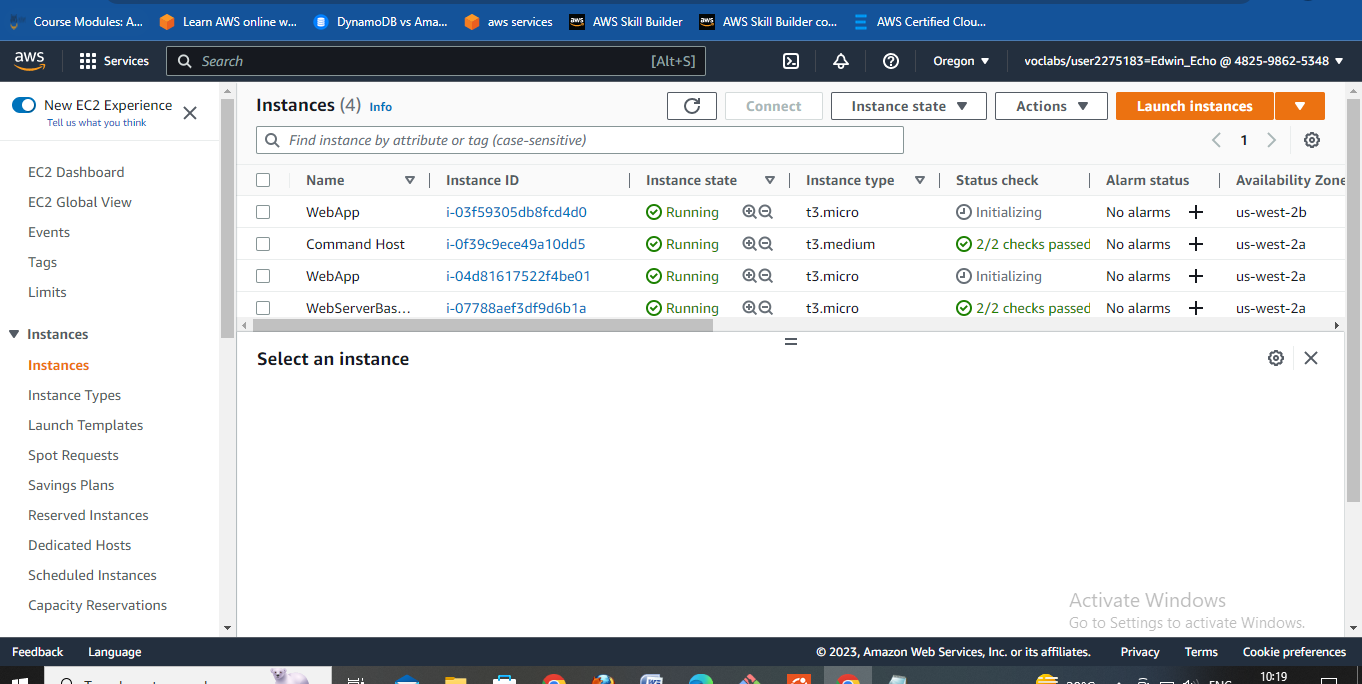 Course Modules: A... Learn AWS online w... DynamoDB vs Ama... aws services AWS Skill Builder AWS Skill Builder co... AWS Certified Clou...
aws Services Search [Alt+S] Oregon voclabs/user2275183=Edwin_Echo @ 4825-9862-5348
New EC2 Experience
Tell us what you think
EC2 Dashboard
EC2 Global View
Events
Tags
Limits
Instances
Instances
Instance Types
Launch Templates
Spot Requests
Savings Plans
Reserved Instances
Dedicated Hosts
Scheduled Instances
Capacity Reservations
Instances (4) Info Connect Instance state Actions Launch instances
Find instance by attribute or tag (case-sensitive) 1
Name Instance ID Instance state Instance type Status check Alarm status Availability Zone
WebApp i-03f59305db8fcd4d0 Running t3.micro Initializing No alarms us-west-2b
Command Host i-0f39c9ece49a10dd5 Running t3.medium 2/2 checks passed No alarms us-west-2a
WebApp i-04d81617522f4be01 Running t3.micro Initializing No alarms us-west-2a
WebServerBas... i-07788aef3df9d6b1a Running t3.micro 2/2 checks passed No alarms us-west-2a
Select an instance
Activate Windows
Go to Settings to activate Windows.
Feedback Language © 2023, Amazon Web Services, Inc. or its affiliates. Privacy Terms Cookie preferences
10:19